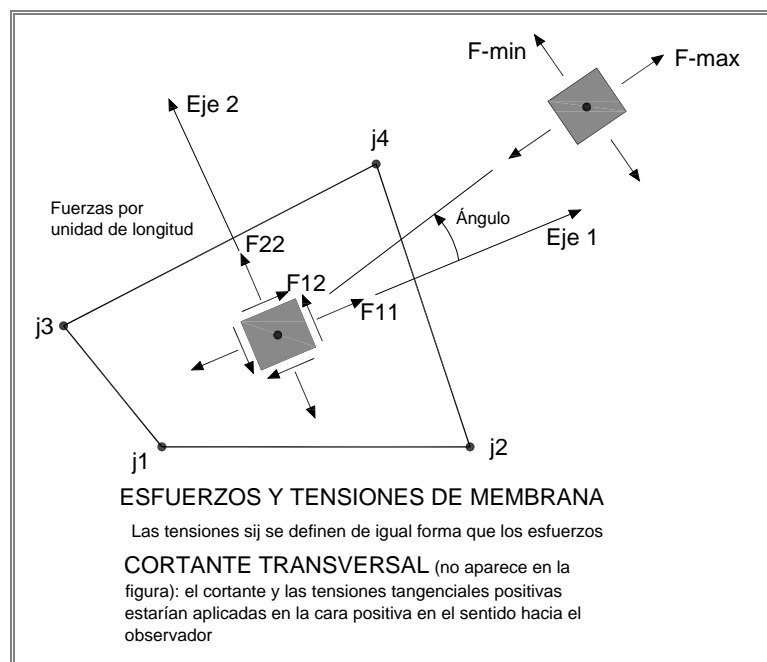 F-min
F-max
Eje 2
j4
Fuerzas por
unidad de longitud
Ángulo
Eje 1
F22
F12
F11
j3
j1
j2
ESFUERZOS Y TENSIONES DE MEMBRANA
Las tensiones sij se definen de igual forma que los esfuerzos
CORTANTE TRANSVERSAL (no aparece en la
figura): el cortante y las tensiones tangenciales positivas
estarían aplicadas en la cara positiva en el sentido hacia el
observador